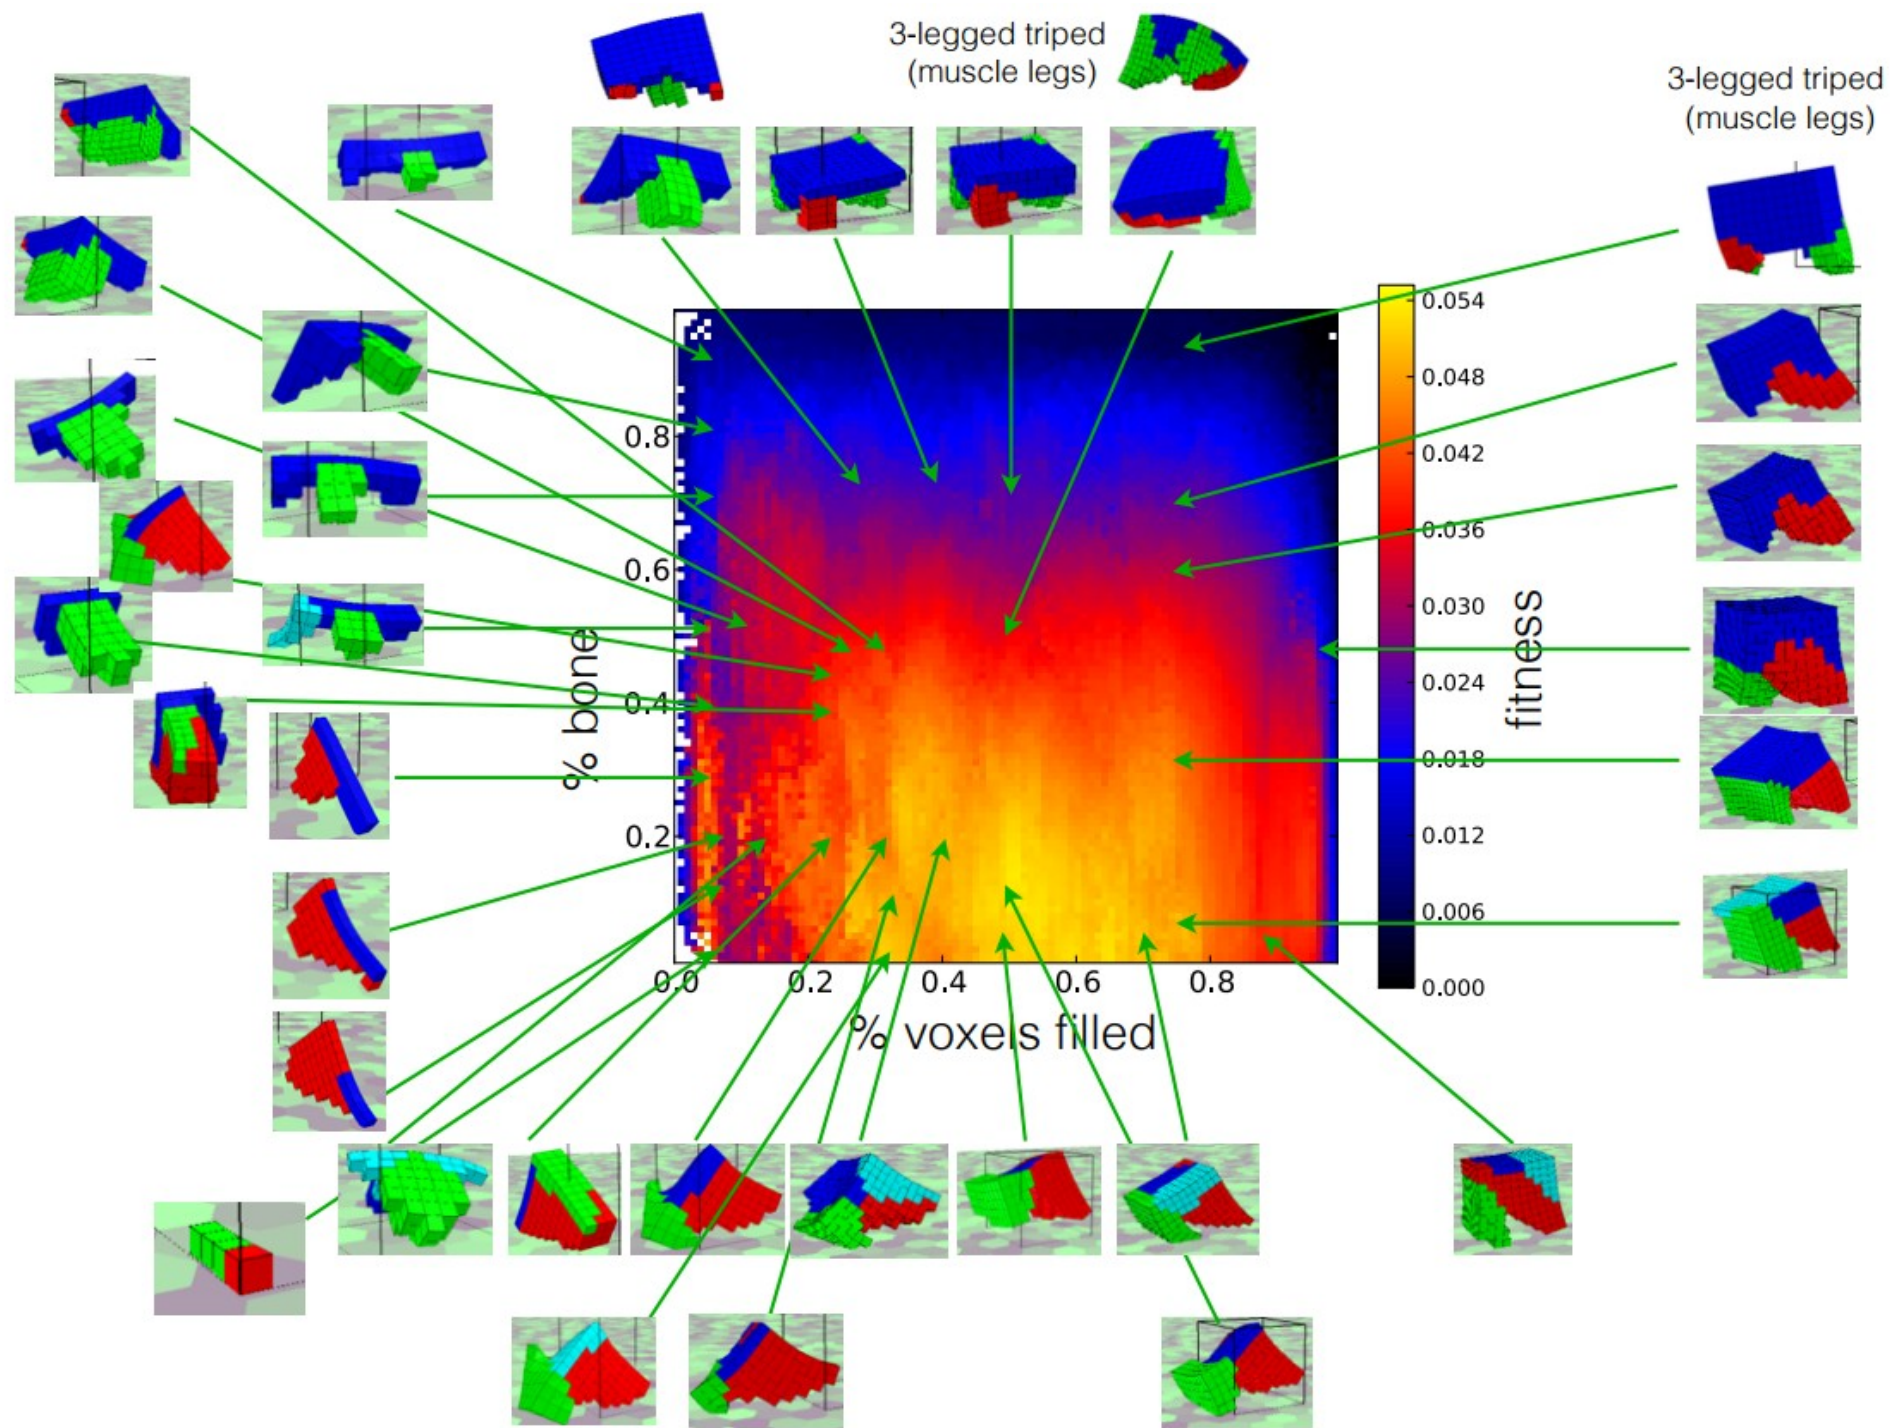 3-legged triped
(muscle legs)
3-legged triped
(muscle legs)
0.054
0.048
0.042
0.036
0.030
0.024
0.018
0.012
0.006
0.000
fitness
0.8
0.6
0.4
0.2
% bone
0.0
0.2
0.4
0.6
0.8
% voxels filled